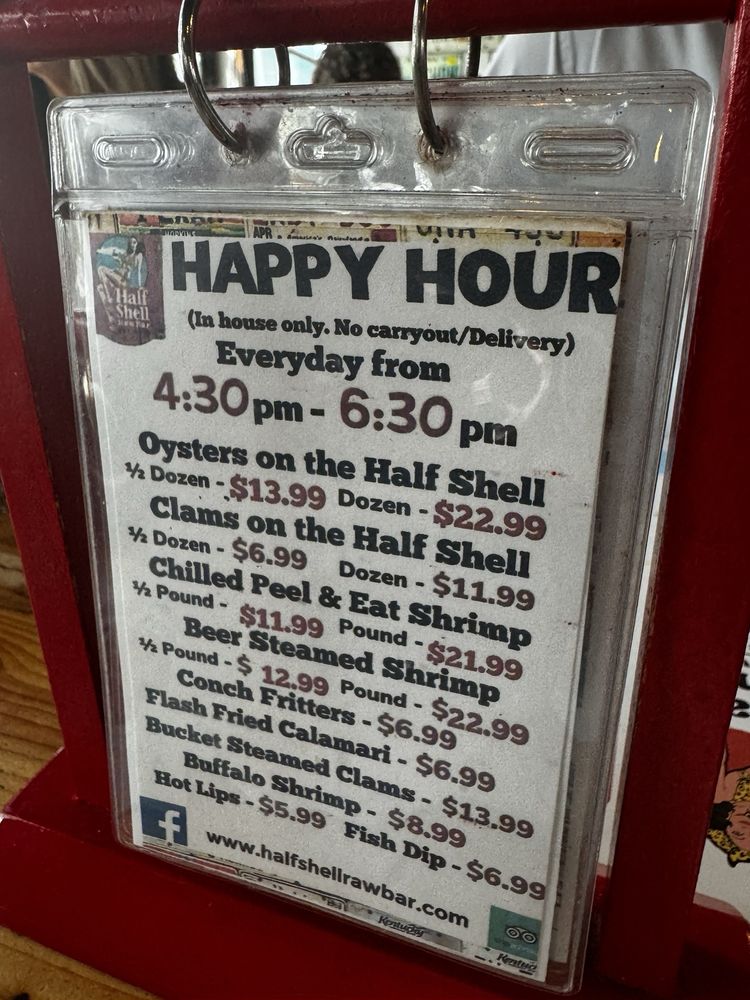 APR
Half
Shell
Raw Bar
HAPPY HOUR
(In house only. No carryout/Delivery)
Everyday from
4:30 pm - 6:30 pm
Oysters on the Half Shell
½ Dozen - $13.99 Dozen - $22.99
Clams on the Half Shell
½ Dozen - $6.99 Dozen - $11.99
Chilled Peel & Eat Shrimp
½ Pound - $11.99 Pound - $21.99
Beer Steamed Shrimp
½ Pound - $ 12.99 Pound - $22.99
Conch Fritters - $6.99
Flash Fried Calamari - $6.99
Bucket Steamed Clams - $13.99
Buffalo Shrimp - $8.99
Hot Lips - $5.99 Fish Dip - $6.99
f www.halfshellrawbar.com
Kentucky